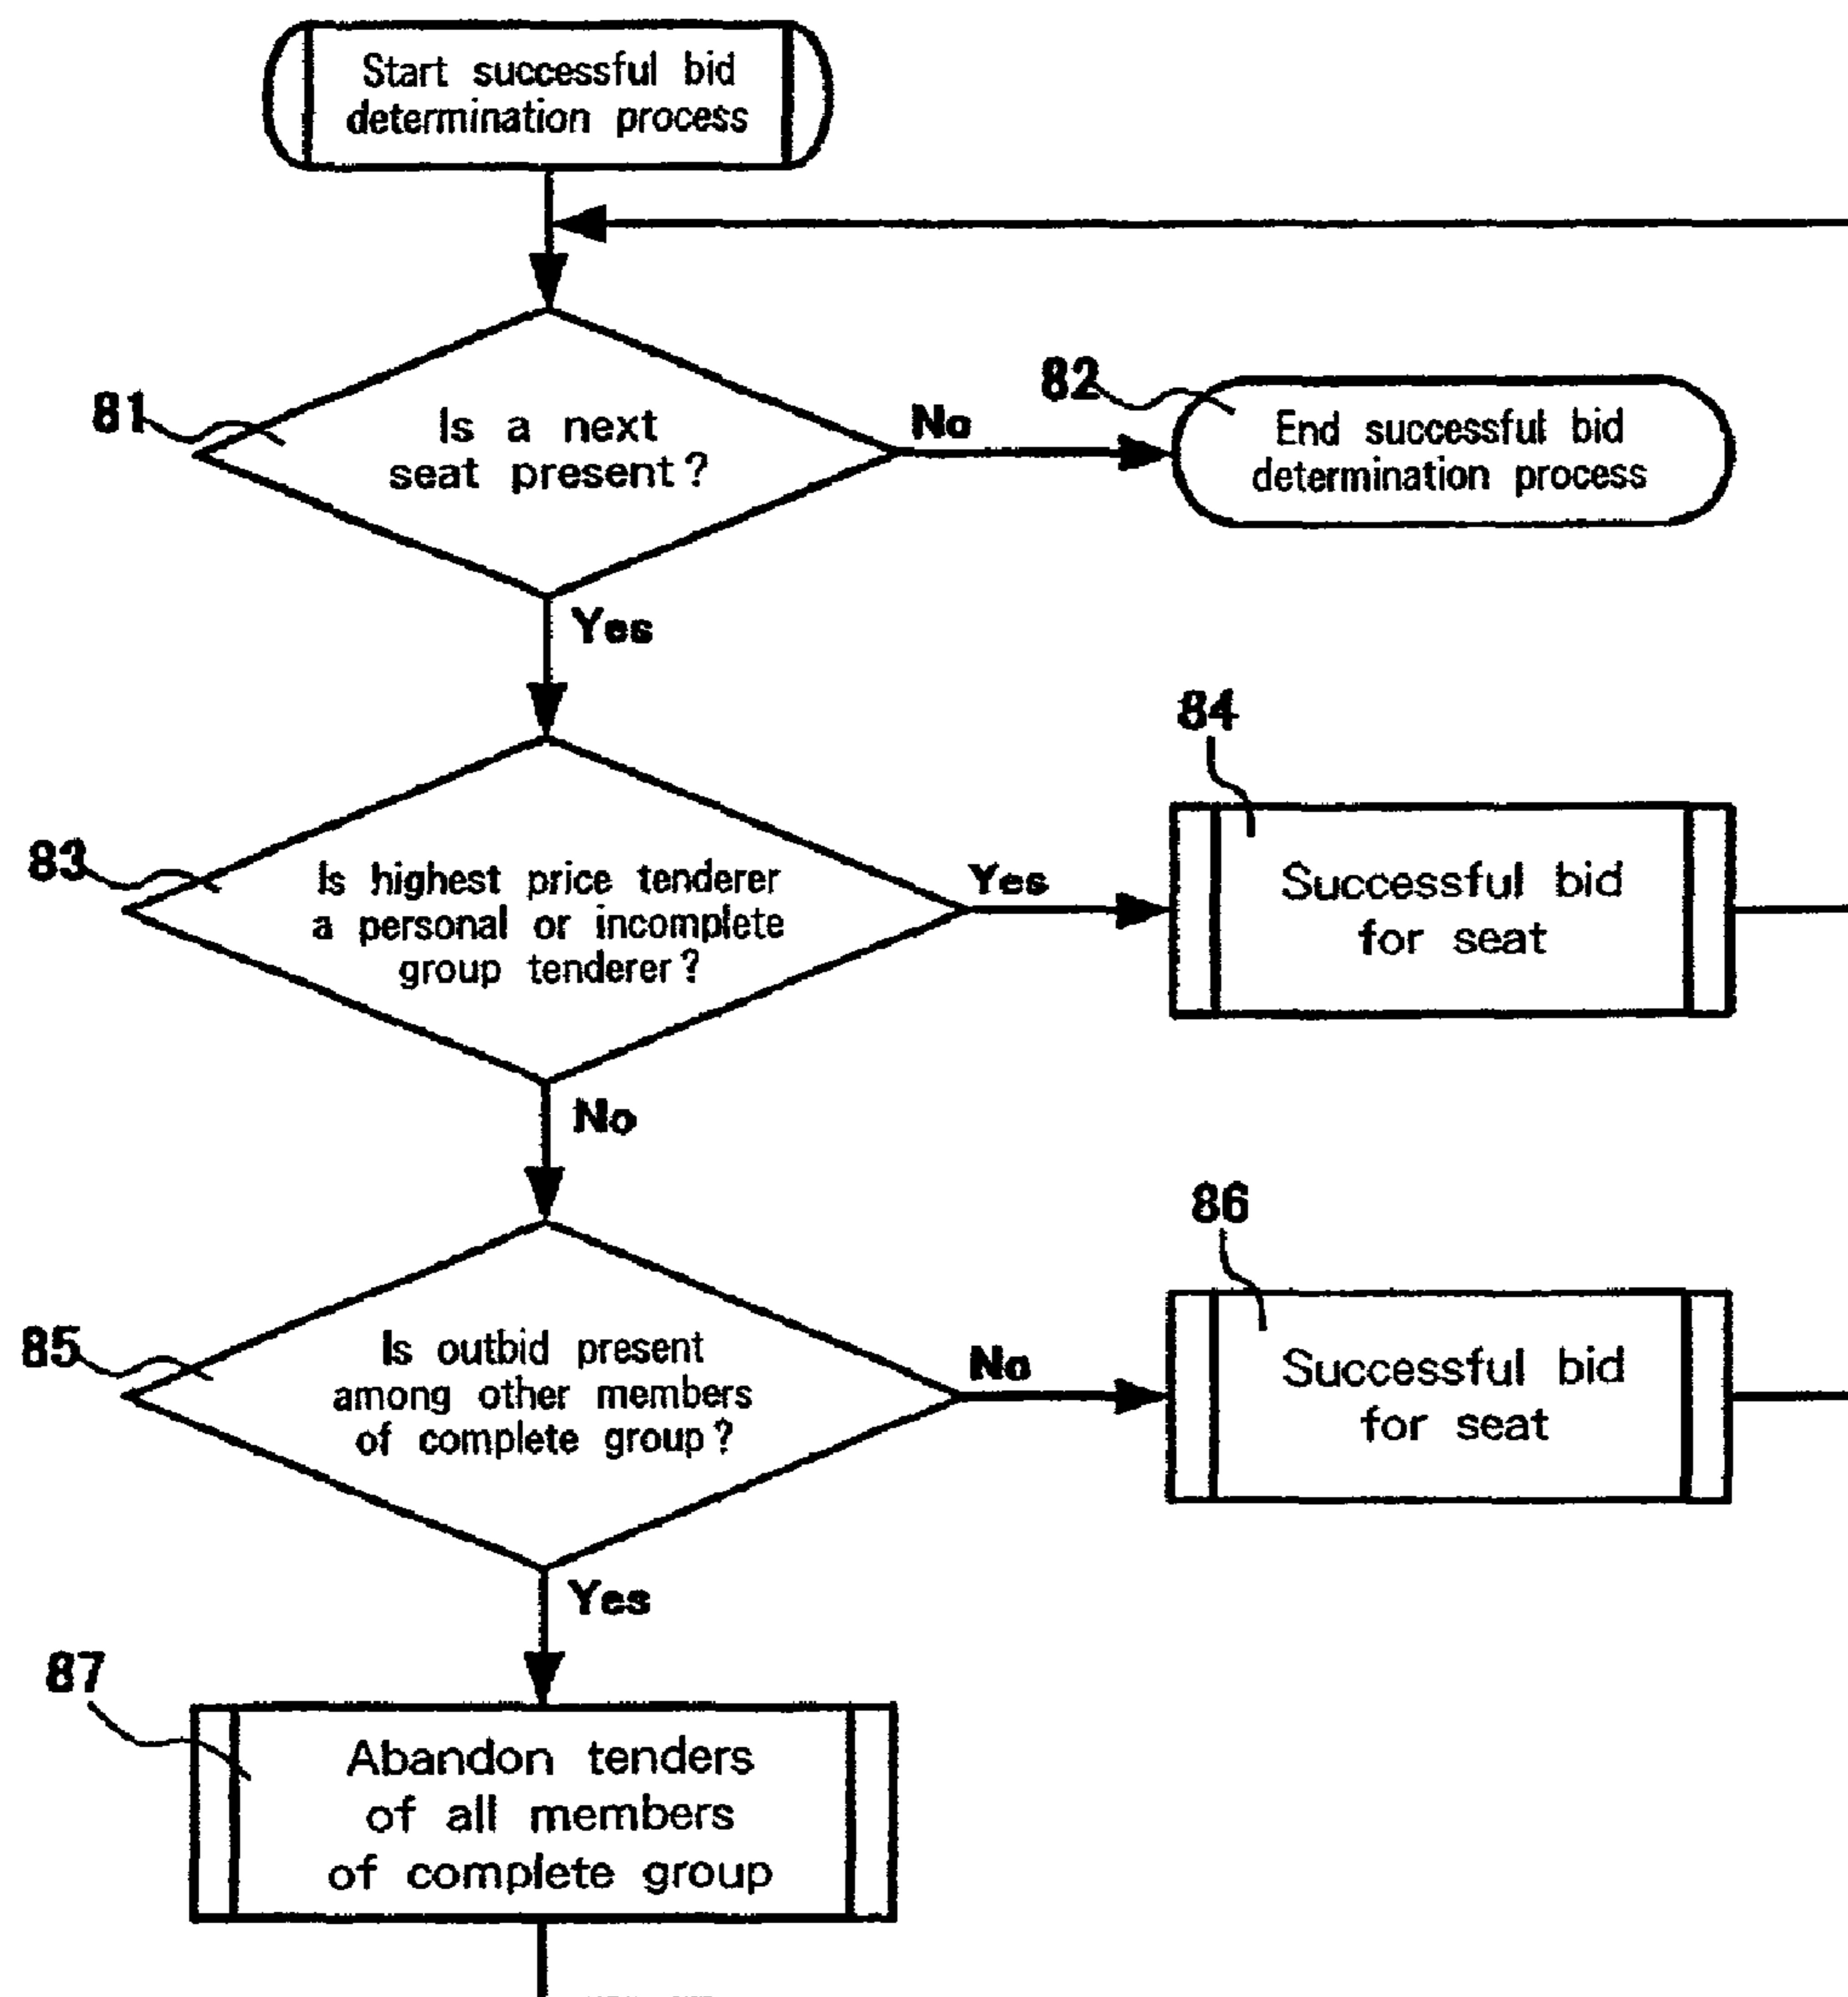 Start successful bid
determination process
81
Is a next
seat present?
No
82
End successful bid
determination process
Yes
83
Is highest price tenderer
a personal or incomplete
group tenderer?
Yes
84
Successful bid
for seat
No
85
Is outbid present
among other members
of complete group?
No
86
Successful bid
for seat
Yes
87
Abandon tenders
of all members
of complete group